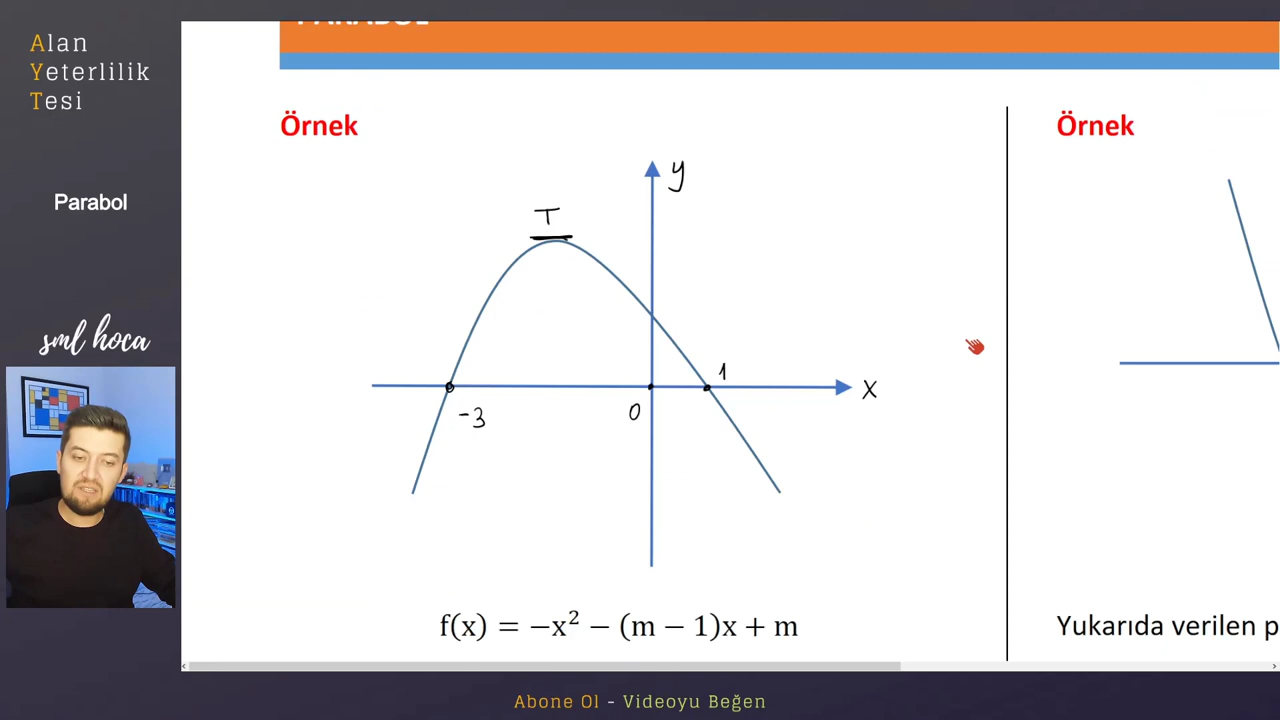 Alan
Yeterlilik
Tesi
Parabol
sml hoca
PARABOL
Örnek
y
T
1
-3
0
x
f(x) = −x² − (m − 1)x + m
Örnek
Yukarıda verilen p
Abone Ol - Videoyu Beğen